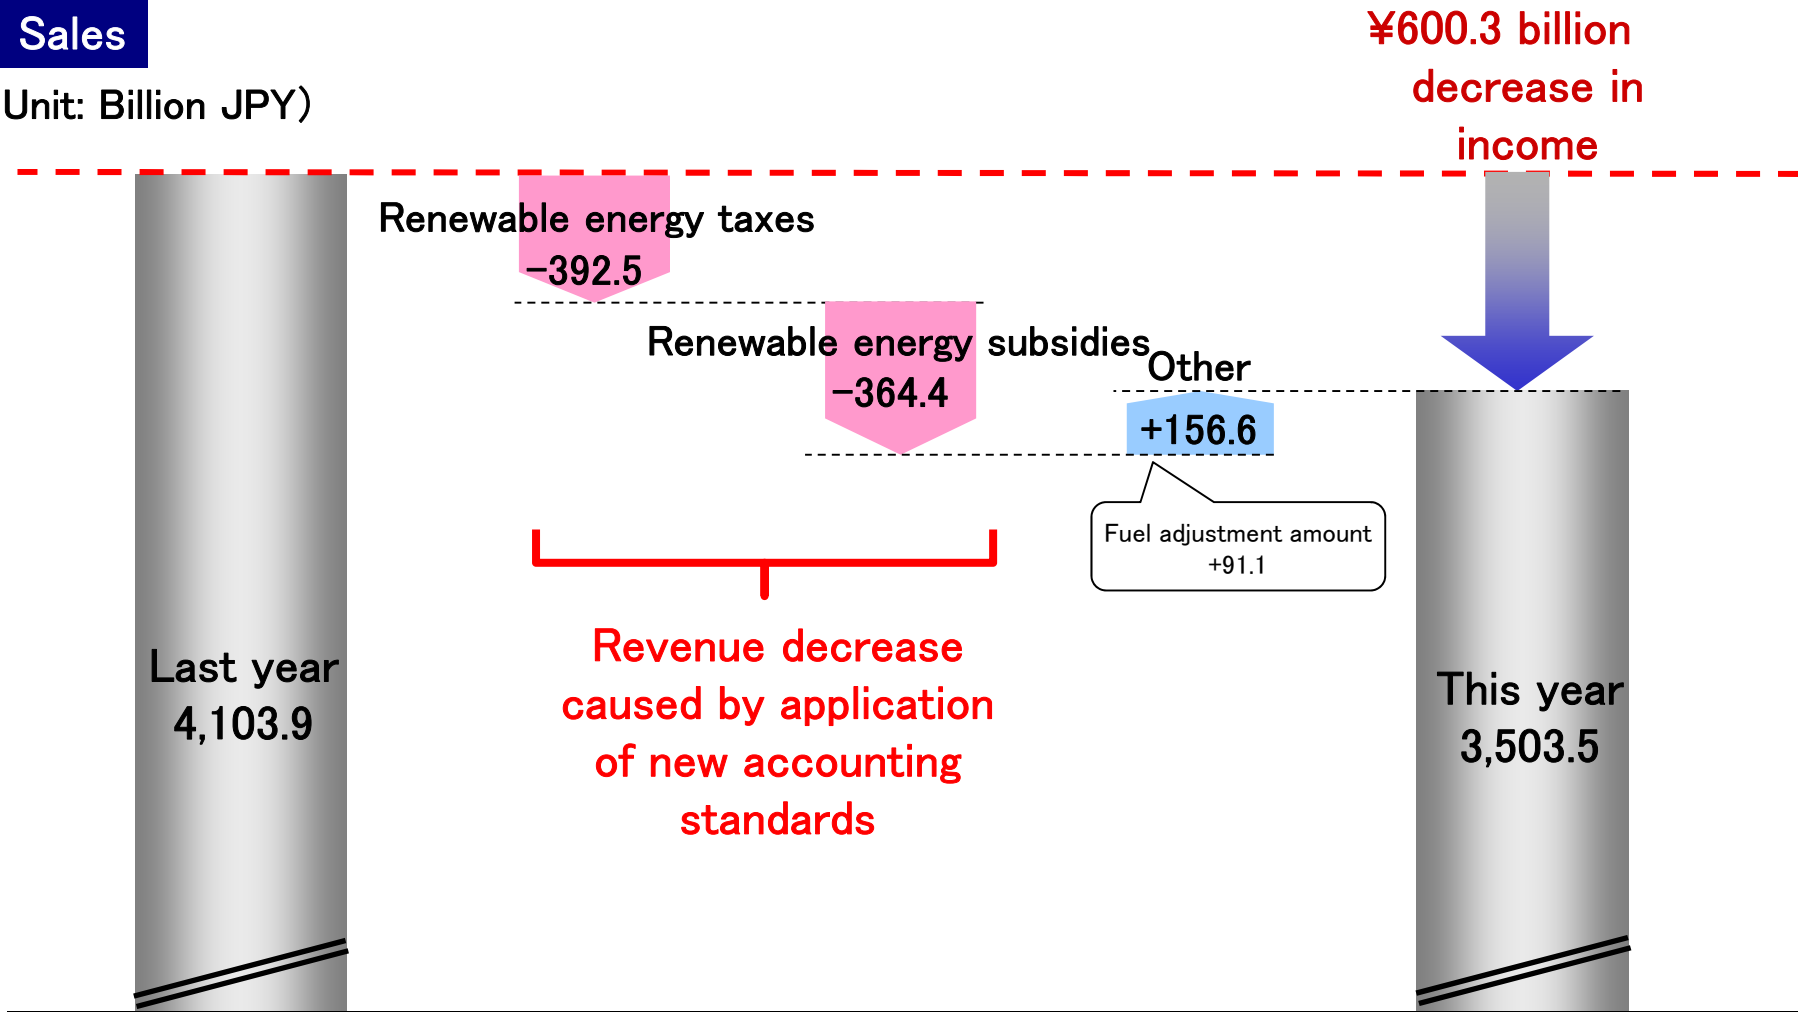 Sales
Unit: Billion JPY）
¥600.3 billion
decrease in
income
Renewable energy taxes
−392.5
Renewable energy subsidies
−364.4
Other
+156.6
Fuel adjustment amount
+91.1
Revenue decrease
caused by application
of new accounting
standards
Last year
4,103.9
This year
3,503.5